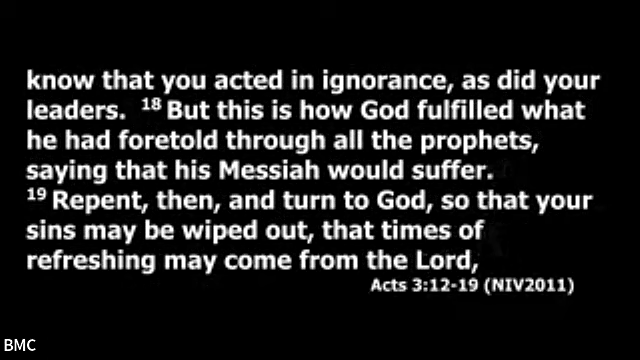 know that you acted in ignorance, as did your
leaders. 18 But this is how God fulfilled what
he had foretold through all the prophets,
saying that his Messiah would suffer.
19 Repent, then, and turn to God, so that your
sins may be wiped out, that times of
refreshing may come from the Lord,
Acts 3:12-19 (NIV2011)
BMC